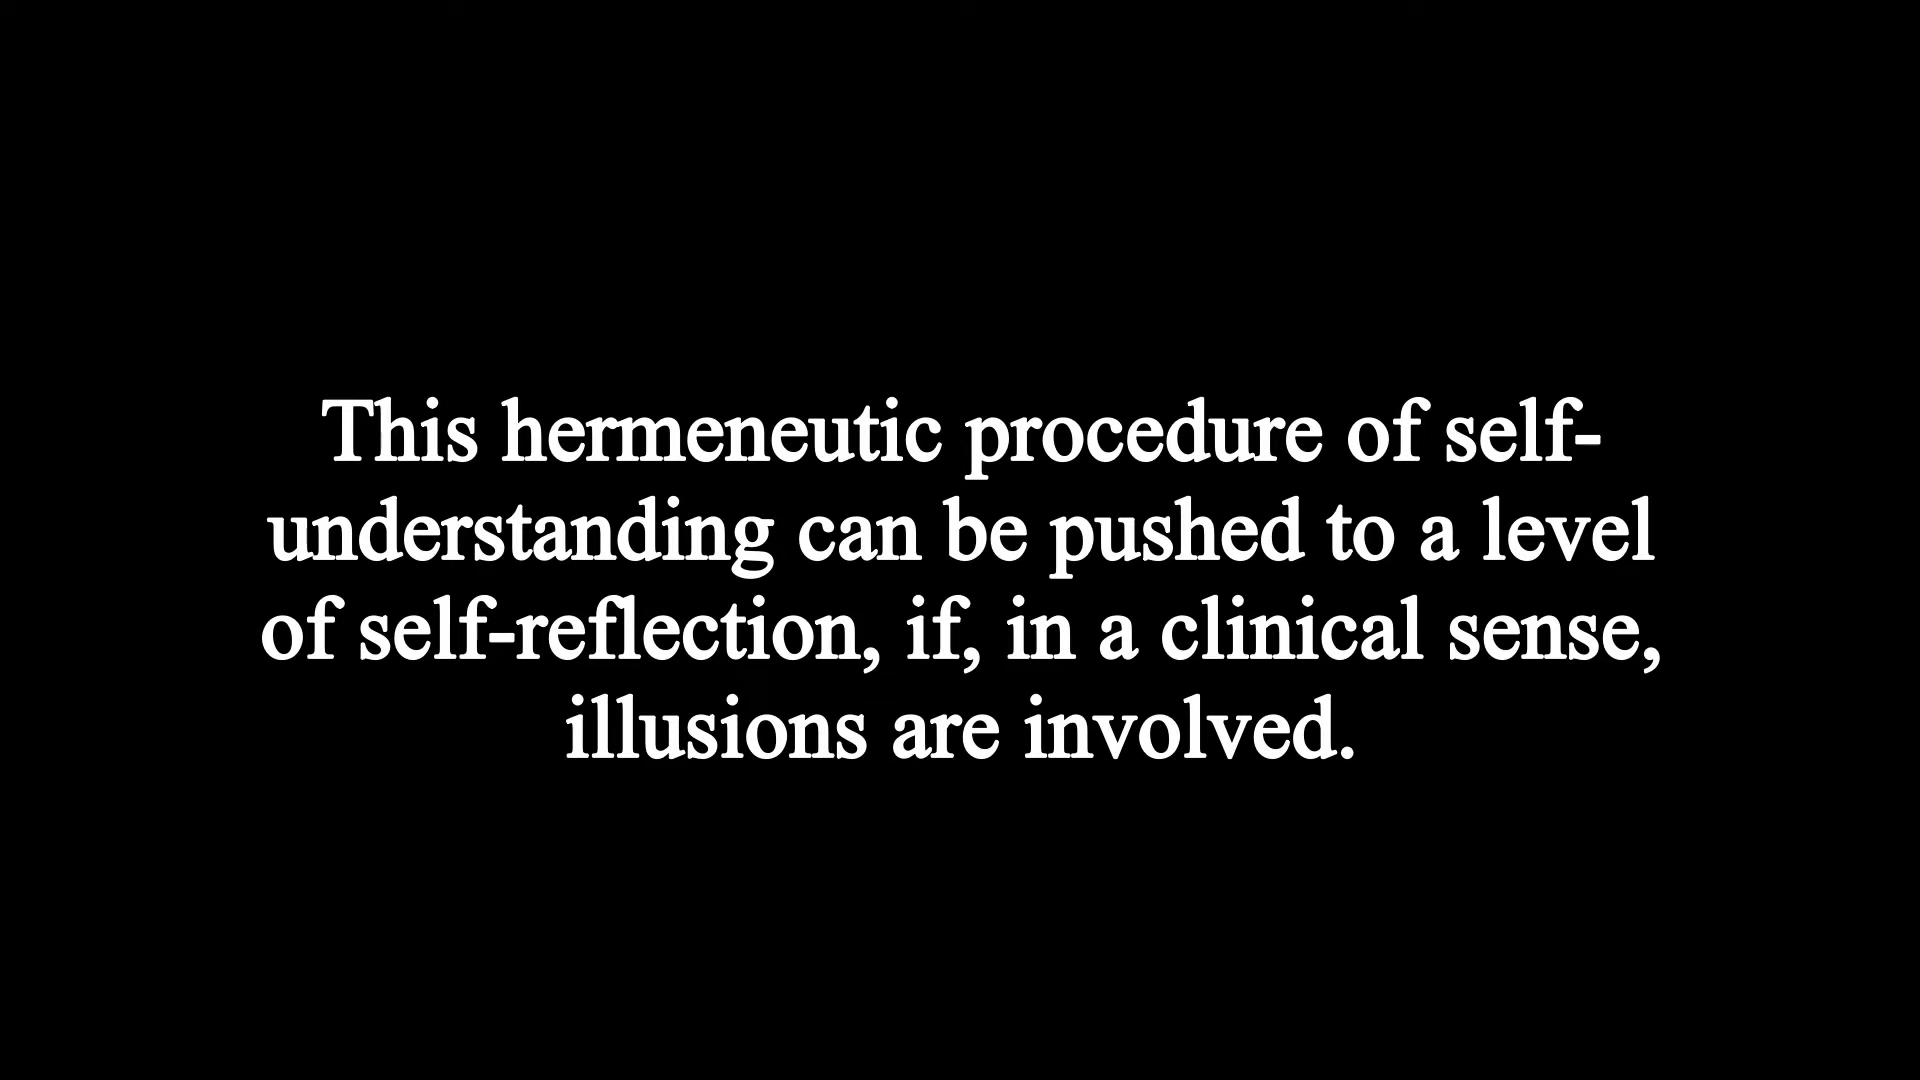 This hermeneutic procedure of self-
understanding can be pushed to a level
of self-reflection, if, in a clinical sense,
illusions are involved.